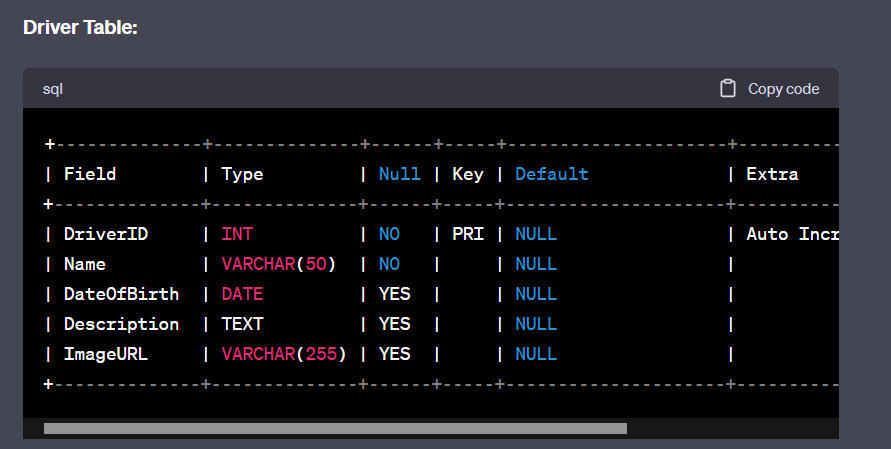 Driver Table:
sql Copy code
+--------------+--------------+------+-----+---------------------+----------
| Field | Type | Null | Key | Default | Extra
+--------------+--------------+------+-----+---------------------+----------
| DriverID | INT | NO | PRI | NULL | Auto Incr
| Name | VARCHAR(50) | NO | | NULL |
| DateOfBirth | DATE | YES | | NULL |
| Description | TEXT | YES | | NULL |
| ImageURL | VARCHAR(255) | YES | | NULL |
+--------------+--------------+------+-----+---------------------+----------